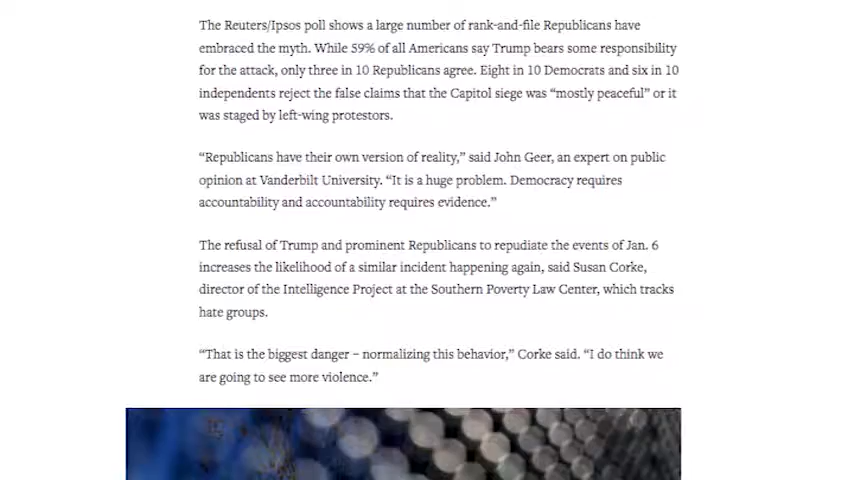 The Reuters/Ipsos poll shows a large number of rank-and-file Republicans have
embraced the myth. While 59% of all Americans say Trump bears some responsibility
for the attack, only three in 10 Republicans agree. Eight in 10 Democrats and six in 10
independents reject the false claims that the Capitol siege was “mostly peaceful” or it
was staged by left-wing protestors.
“Republicans have their own version of reality,” said John Geer, an expert on public
opinion at Vanderbilt University. “It is a huge problem. Democracy requires
accountability and accountability requires evidence.”
The refusal of Trump and prominent Republicans to repudiate the events of Jan. 6
increases the likelihood of a similar incident happening again, said Susan Corke,
director of the Intelligence Project at the Southern Poverty Law Center, which tracks
hate groups.
“That is the biggest danger – normalizing this behavior,” Corke said. “I do think we
are going to see more violence.”